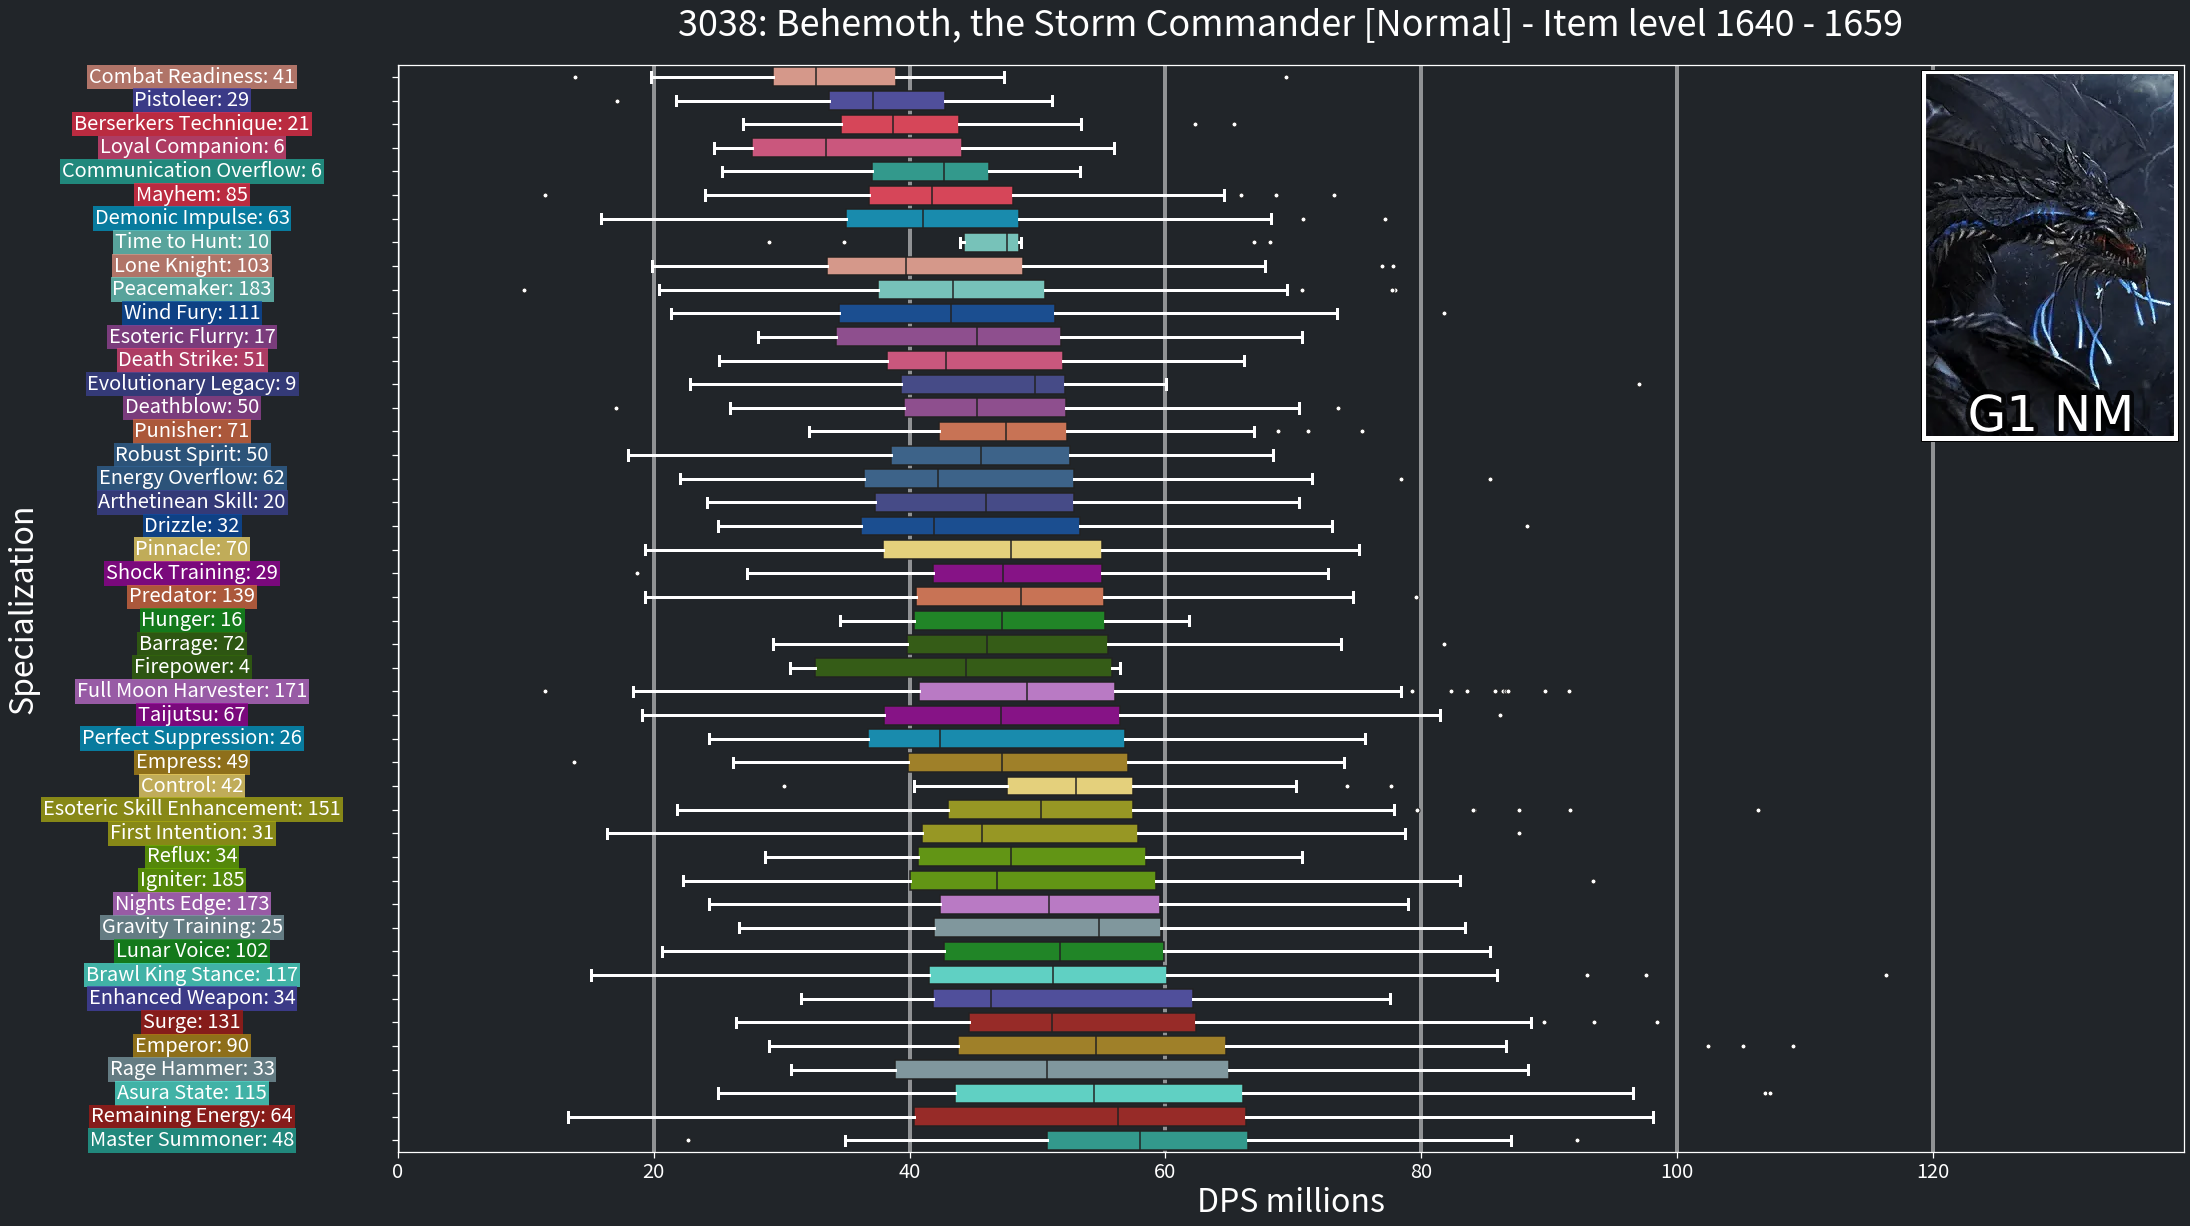 3038: Behemoth, the Storm Commander [Normal] - Item level 1640 - 1659
Combat Readiness: 41
Pistoleer: 29
Berserkers Technique: 21
Loyal Companion: 6
Communication Overflow: 6
Mayhem: 85
Demonic Impulse: 63
Time to Hunt: 10
Lone Knight: 103
Peacemaker: 183
Wind Fury: 111
Esoteric Flurry: 17
Death Strike: 51
Evolutionary Legacy: 9
Deathblow: 50
Punisher: 71
Robust Spirit: 50
Energy Overflow: 62
Arthetinean Skill: 20
Drizzle: 32
Pinnacle: 70
Shock Training: 29
Predator: 139
Hunger: 16
Barrage: 72
Firepower: 4
Full Moon Harvester: 171
Taijutsu: 67
Perfect Suppression: 26
Empress: 49
Control: 42
Esoteric Skill Enhancement: 151
First Intention: 31
Reflux: 34
Igniter: 185
Nights Edge: 173
Gravity Training: 25
Lunar Voice: 102
Brawl King Stance: 117
Enhanced Weapon: 34
Surge: 131
Emperor: 90
Rage Hammer: 33
Asura State: 115
Remaining Energy: 64
Master Summoner: 48
Specialization
G1 NM
0 20 40 60 80 100 120
DPS millions